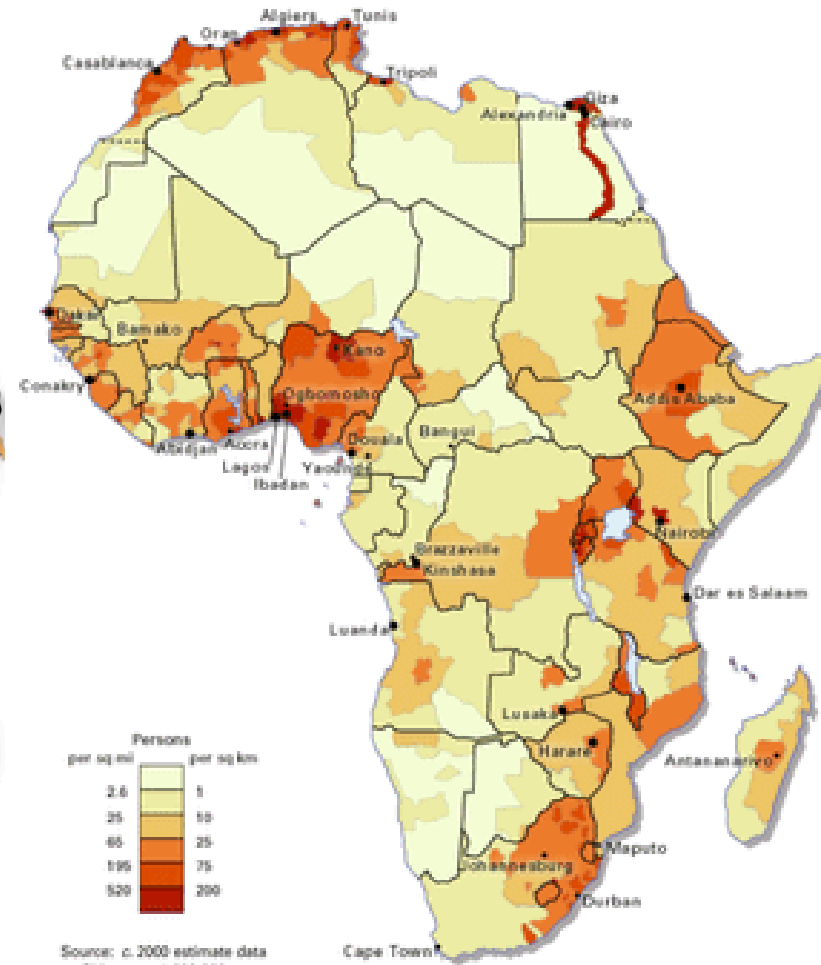 Algiers
Tunis
Oran
Casablanca
Tripoli
Giza
Alexandria
Cairo
Dakar
Bamako
Kano
Conakry
Ogbomosho
Addis Ababa
Douala
Bangui
Abidjan
Accra
Lagos
Yaounde
Ibadan
Nairobi
Brazzaville
Kinshasa
Dar es Salaam
Luanda
Lusaka
Harare
Antananarivo
Persons
per sq mi per sq km
2.6 1
25 10
65 25
195 75
520 200
Maputo
Johannesburg
Durban
Cape Town
Source: c. 2000 estimate data